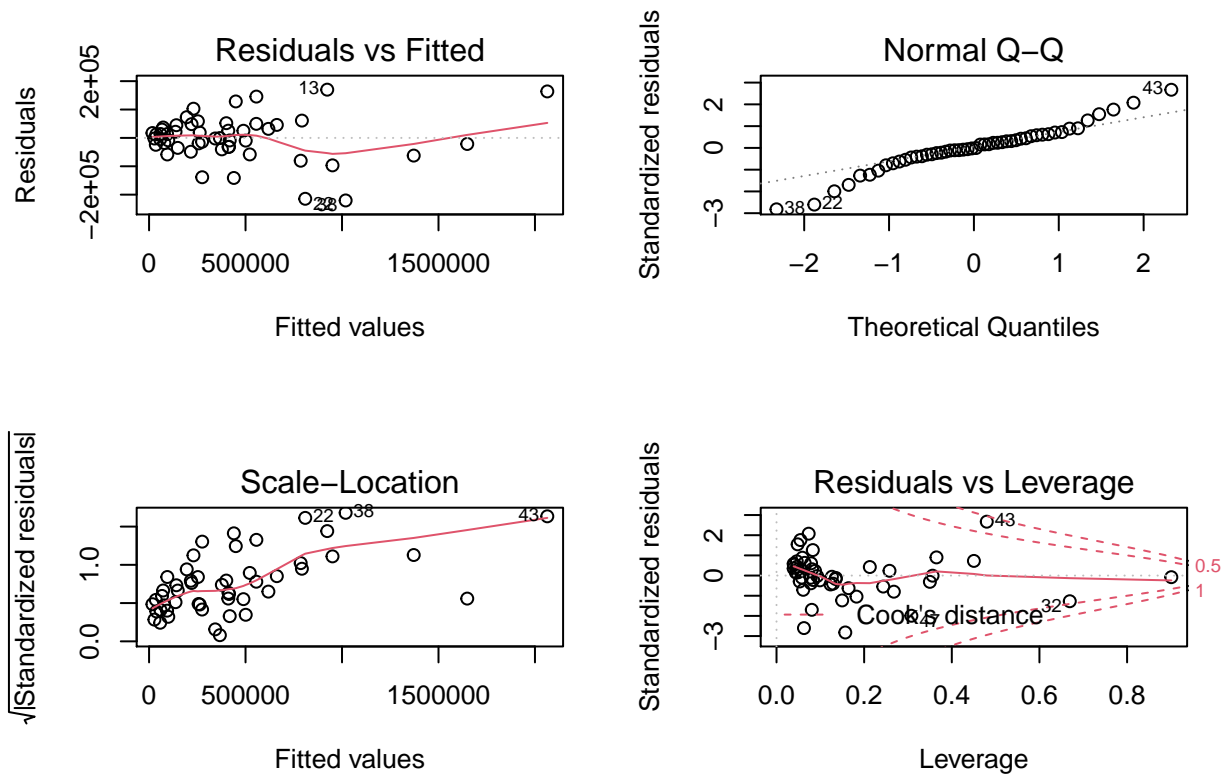 Residuals vs Fitted
Residuals
−2e+05
2e+05
13
38
0
500000
1500000
Fitted values
Normal Q−Q
Standardized residuals
−3
0
2
43
38
22
−2
−1
0
1
2
Theoretical Quantiles
Scale−Location
√|Standardized residuals|
0.0
1.0
22
38
43
0
500000
1500000
Fitted values
Residuals vs Leverage
Standardized residuals
−3
0
2
43
0.5
1
Cook's distance
32
47
0.0
0.2
0.4
0.6
0.8
Leverage